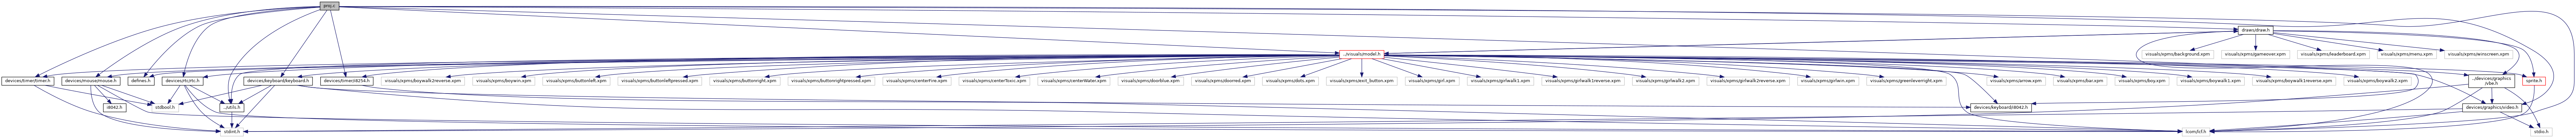 proj.c
draws/draw.h
../visuals/model.h
visuals/xpms/background.xpm
visuals/xpms/gameover.xpm
visuals/xpms/leaderboard.xpm
visuals/xpms/menu.xpm
visuals/xpms/winscreen.xpm
devices/timer/timer.h
devices/mouse/mouse.h
defines.h
devices/rtc/rtc.h
devices/keyboard/keyboard.h
devices/timer/i8254.h
visuals/xpms/boywalk2reverse.xpm
visuals/xpms/boywin.xpm
visuals/xpms/buttonleft.xpm
visuals/xpms/buttonleftpressed.xpm
visuals/xpms/buttonright.xpm
visuals/xpms/buttonrightpressed.xpm
visuals/xpms/centerFire.xpm
visuals/xpms/centerToxic.xpm
visuals/xpms/centerWater.xpm
visuals/xpms/doorblue.xpm
visuals/xpms/doorred.xpm
visuals/xpms/dots.xpm
visuals/xpms/exit_button.xpm
visuals/xpms/girl.xpm
visuals/xpms/girlwalk1.xpm
visuals/xpms/girlwalk1reverse.xpm
visuals/xpms/girlwalk2.xpm
visuals/xpms/girlwalk2reverse.xpm
visuals/xpms/girlwin.xpm
visuals/xpms/greenleverright.xpm
visuals/xpms/arrow.xpm
visuals/xpms/bar.xpm
visuals/xpms/boy.xpm
visuals/xpms/boywalk1.xpm
visuals/xpms/boywalk1reverse.xpm
visuals/xpms/boywalk2.xpm
../devices/graphics
/vbe.h
sprite.h
i8042.h
stdbool.h
../utils.h
devices/keyboard/i8042.h
devices/graphics/video.h
stdint.h
lcom/lcf.h
stdio.h